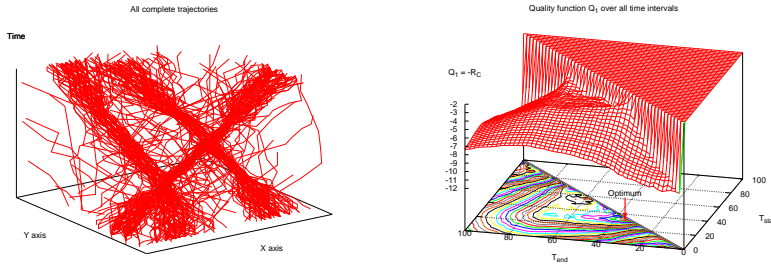 All complete trajectories
Time
Y axis
X axis
Quality function Q1 over all time intervals
Q1 = -RC
-2
-3
-4
-5
-6
-7
-8
-9
-10
-11
-12
Optimum
100
80
60
40
20
0
Tend
0
20
40
60
80
100
Tsta